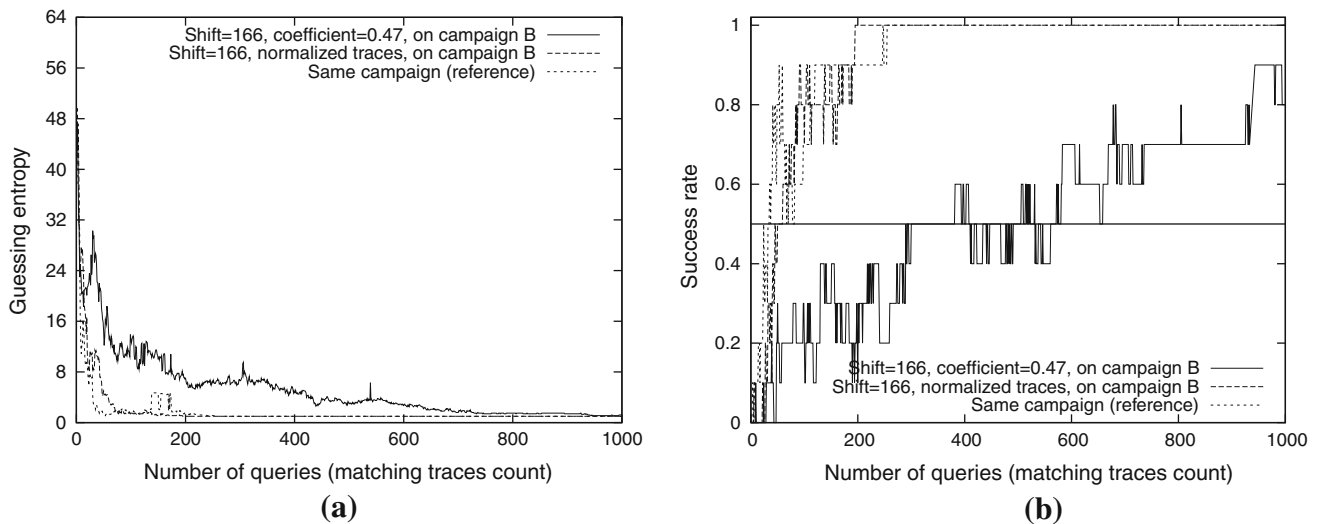 64
56
48
40
32
24
16
8
0
Guessing entropy
Shift=166, coefficient=0.47, on campaign B
Shift=166, normalized traces, on campaign B
Same campaign (reference)
0 200 400 600 800 1000
Number of queries (matching traces count)
(a)
1
0.8
0.6
0.4
0.2
0
Success rate
Shift=166, coefficient=0.47, on campaign B
Shift=166, normalized traces, on campaign B
Same campaign (reference)
0 200 400 600 800 1000
Number of queries (matching traces count)
(b)